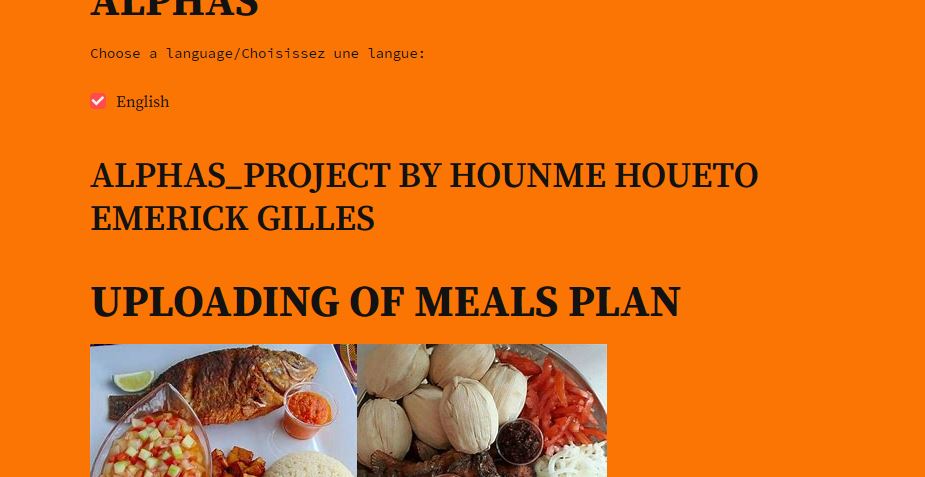 ALPHAS
Choose a language/Choisissez une langue:
English
ALPHAS_PROJECT BY HOUNME HOUETO
EMERICK GILLES
UPLOADING OF MEALS PLAN